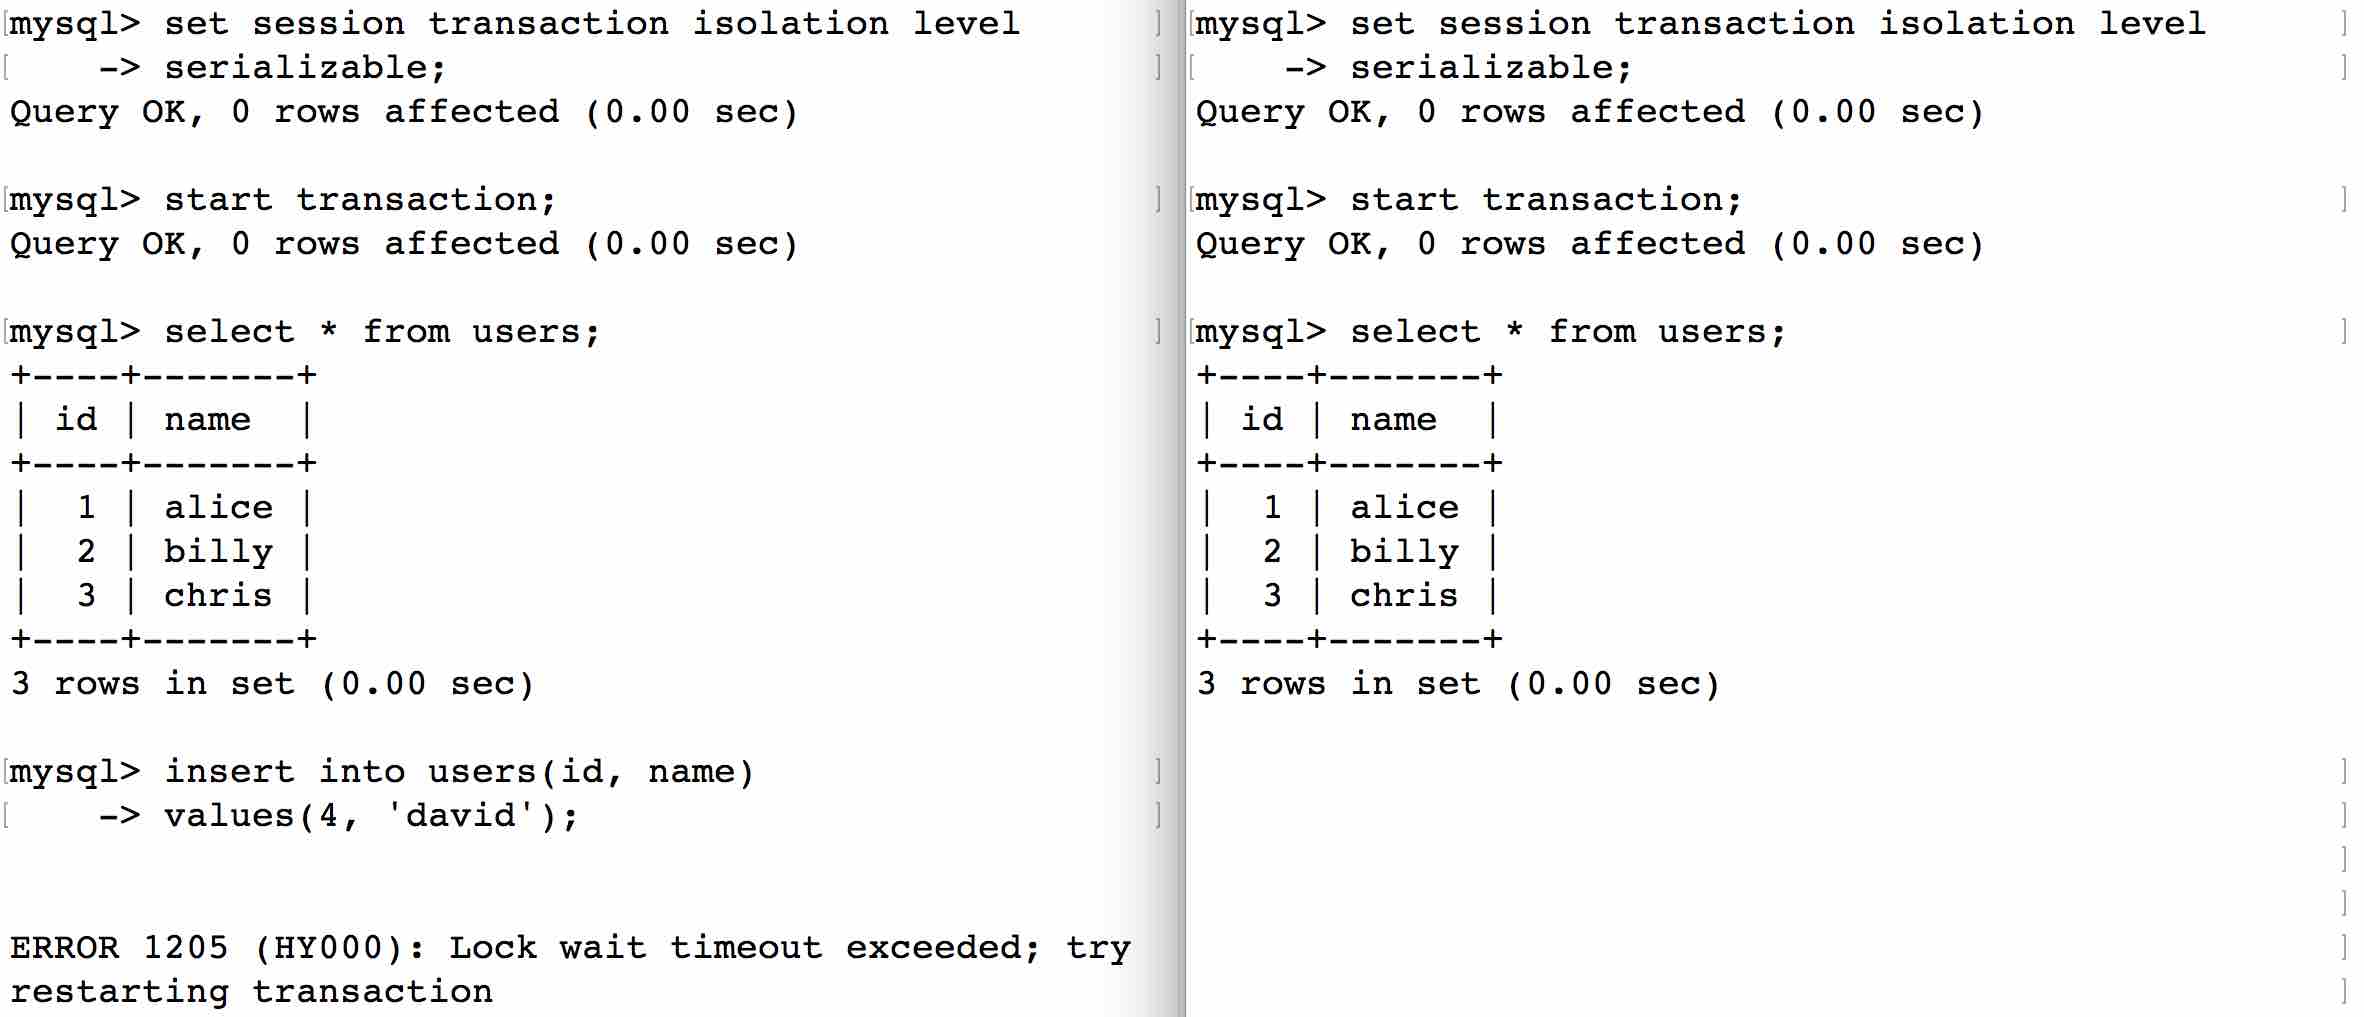 [mysql> set session transaction isolation level ]
[    -> serializable; ]
Query OK, 0 rows affected (0.00 sec)
[mysql> start transaction; ]
Query OK, 0 rows affected (0.00 sec)
[mysql> select * from users; ]
+----+-------+
| id | name  |
+----+-------+
|  1 | alice |
|  2 | billy |
|  3 | chris |
+----+-------+
3 rows in set (0.00 sec)
[mysql> insert into users(id, name) ]
[    -> values(4, 'david'); ]
ERROR 1205 (HY000): Lock wait timeout exceeded; try
restarting transaction
[mysql> set session transaction isolation level ]
[    -> serializable; ]
Query OK, 0 rows affected (0.00 sec)
[mysql> start transaction; ]
Query OK, 0 rows affected (0.00 sec)
[mysql> select * from users; ]
+----+-------+
| id | name  |
+----+-------+
|  1 | alice |
|  2 | billy |
|  3 | chris |
+----+-------+
3 rows in set (0.00 sec)
]
]
]
]
]
]